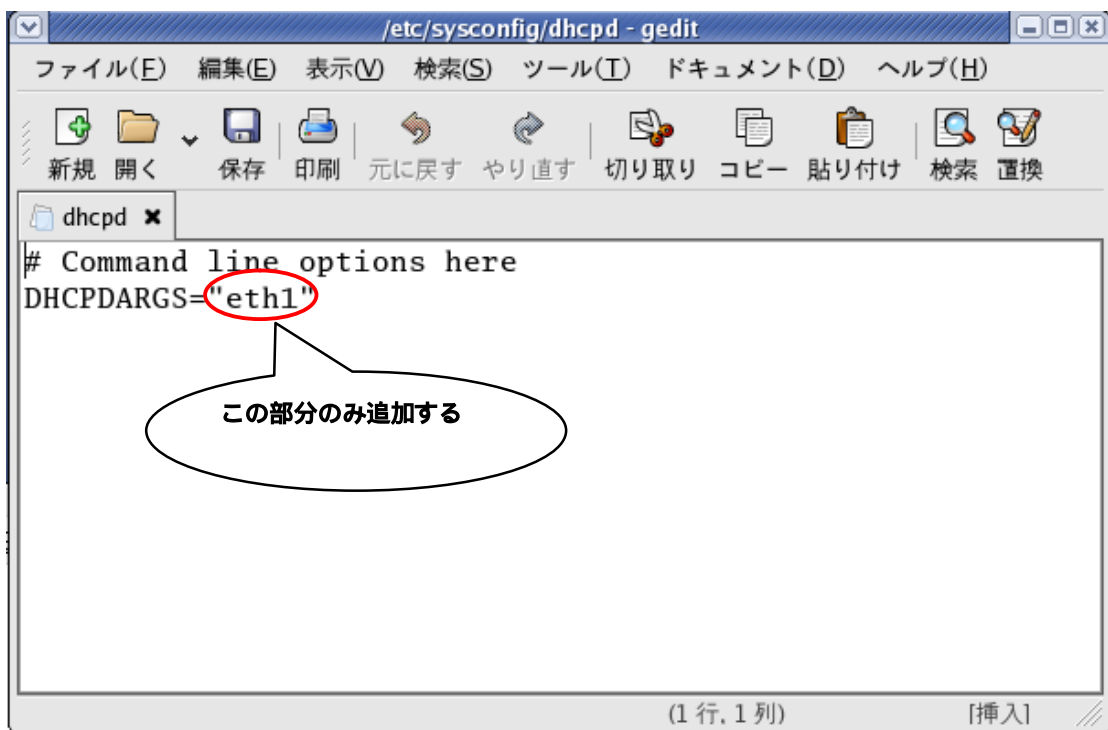 /etc/sysconfig/dhcpd - gedit
ファイル(F) 編集(E) 表示(V) 検索(S) ツール(T) ドキュメント(D) ヘルプ(H)
新規 開く 保存 印刷 元に戻す やり直す 切り取り コピー 貼り付け 検索 置換
dhcpd
# Command line options here
DHCPDARGS="eth1"
この部分のみ追加する
(1 行, 1 列) [挿入]